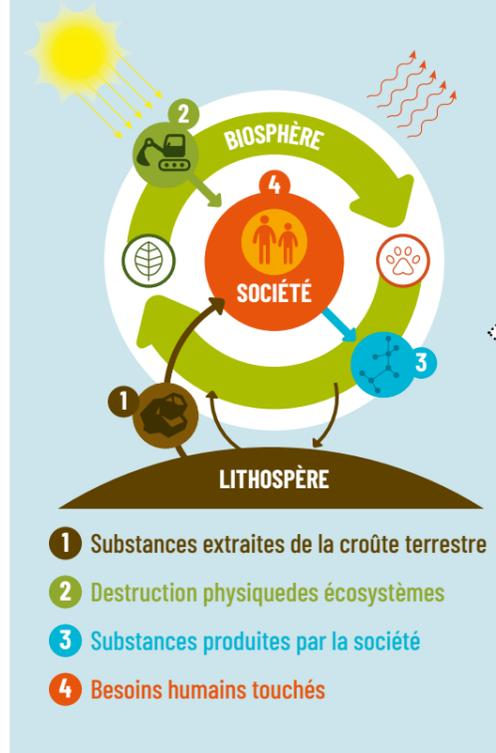 2
BIOSPHÈRE
4
SOCIÉTÉ
3
1
LITHOSPÈRE
1 Substances extraites de la croûte terrestre
2 Destruction physiquedes écosystèmes
3 Substances produites par la société
4 Besoins humains touchés